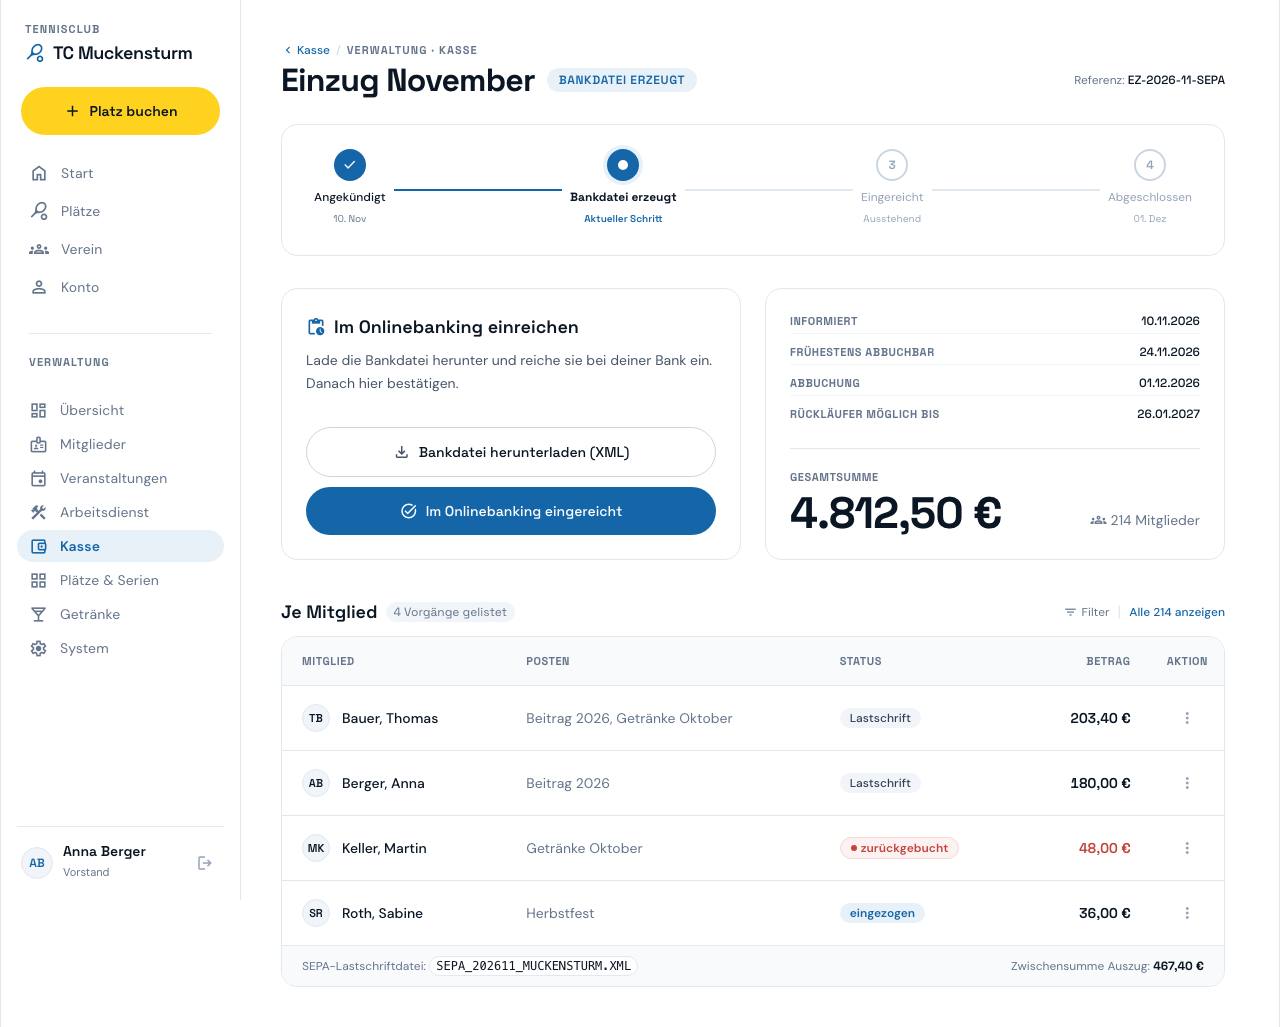 TENNISCLUB
TC Muckensturm
Platz buchen
Start
Plätze
Verein
Konto
VERWALTUNG
Übersicht
Mitglieder
Veranstaltungen
Arbeitsdienst
Kasse
Plätze & Serien
Getränke
System
AB
Anna Berger
Vorstand
Kasse / VERWALTUNG · KASSE
Einzug November BANKDATEI ERZEUGT
Referenz: EZ-2026-11-SEPA
Angekündigt
10. Nov
Bankdatei erzeugt
Aktueller Schritt
3
Eingereicht
Ausstehend
4
Abgeschlossen
01. Dez
Im Onlinebanking einreichen
Lade die Bankdatei herunter und reiche sie bei deiner Bank ein.
Danach hier bestätigen.
Bankdatei herunterladen (XML)
Im Onlinebanking eingereicht
INFORMIERT 10.11.2026
FRÜHESTENS ABBUCHBAR 24.11.2026
ABBUCHUNG 01.12.2026
RÜCKLÄUFER MÖGLICH BIS 26.01.2027
GESAMTSUMME
4.812,50 € 214 Mitglieder
Je Mitglied 4 Vorgänge gelistet
Filter Alle 214 anzeigen
MITGLIED POSTEN STATUS BETRAG AKTION
TB Bauer, Thomas Beitrag 2026, Getränke Oktober Lastschrift 203,40 €
AB Berger, Anna Beitrag 2026 Lastschrift 180,00 €
MK Keller, Martin Getränke Oktober zurückgebucht 48,00 €
SR Roth, Sabine Herbstfest eingezogen 36,00 €
SEPA-Lastschriftdatei: SEPA_202611_MUCKENSTURM.XML Zwischensumme Auszug: 467,40 €